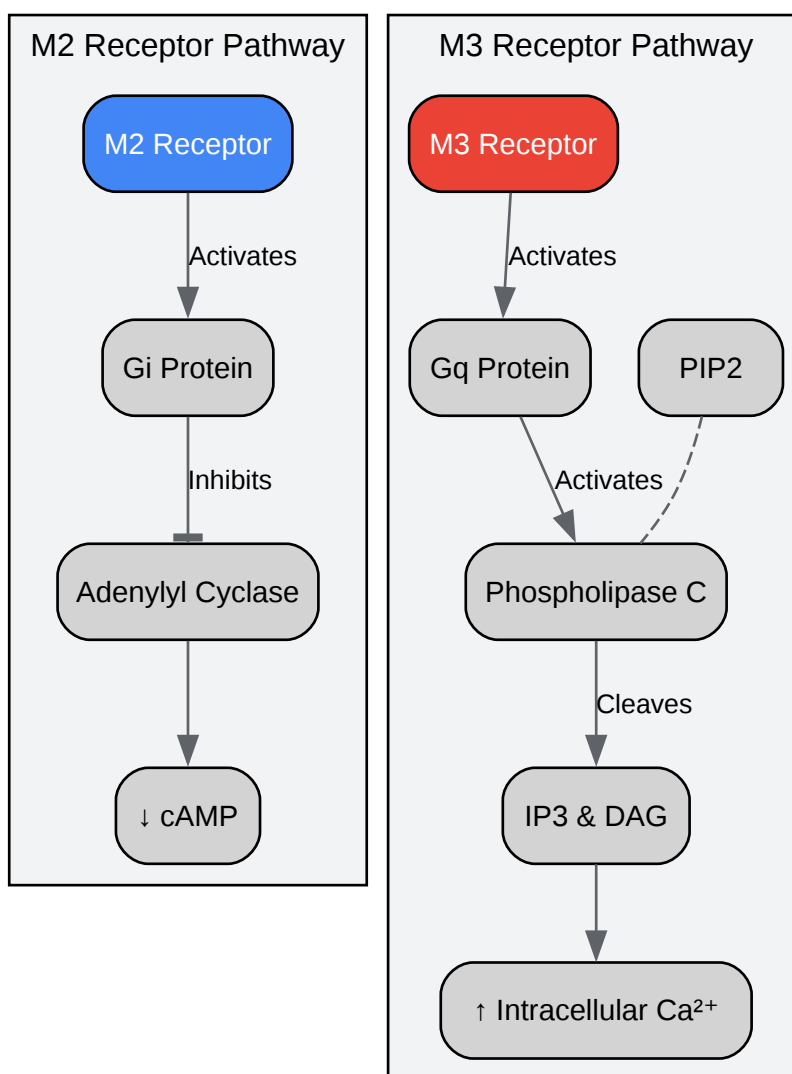 M2 Receptor Pathway
M2 Receptor
Activates
Gi Protein
Inhibits
Adenylyl Cyclase
↓ cAMP
M3 Receptor Pathway
M3 Receptor
Activates
Gq Protein
PIP2
Activates
Phospholipase C
Cleaves
IP3 & DAG
↑ Intracellular Ca²⁺